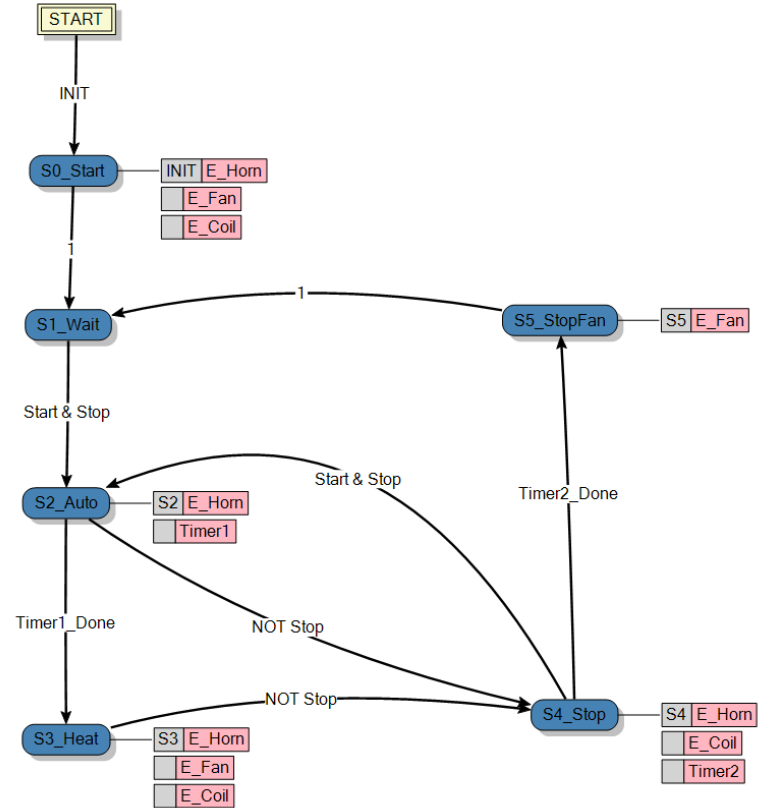 START
INIT
S0_Start INIT E_Horn
E_Fan
E_Coil
1
1
S1_Wait
S5_StopFan S5 E_Fan
Start & Stop
Start & Stop
Timer2_Done
S2_Auto S2 E_Horn
Timer1
Timer1_Done
NOT Stop
NOT Stop
S4_Stop S4 E_Horn
E_Coil
Timer2
S3_Heat S3 E_Horn
E_Fan
E_Coil